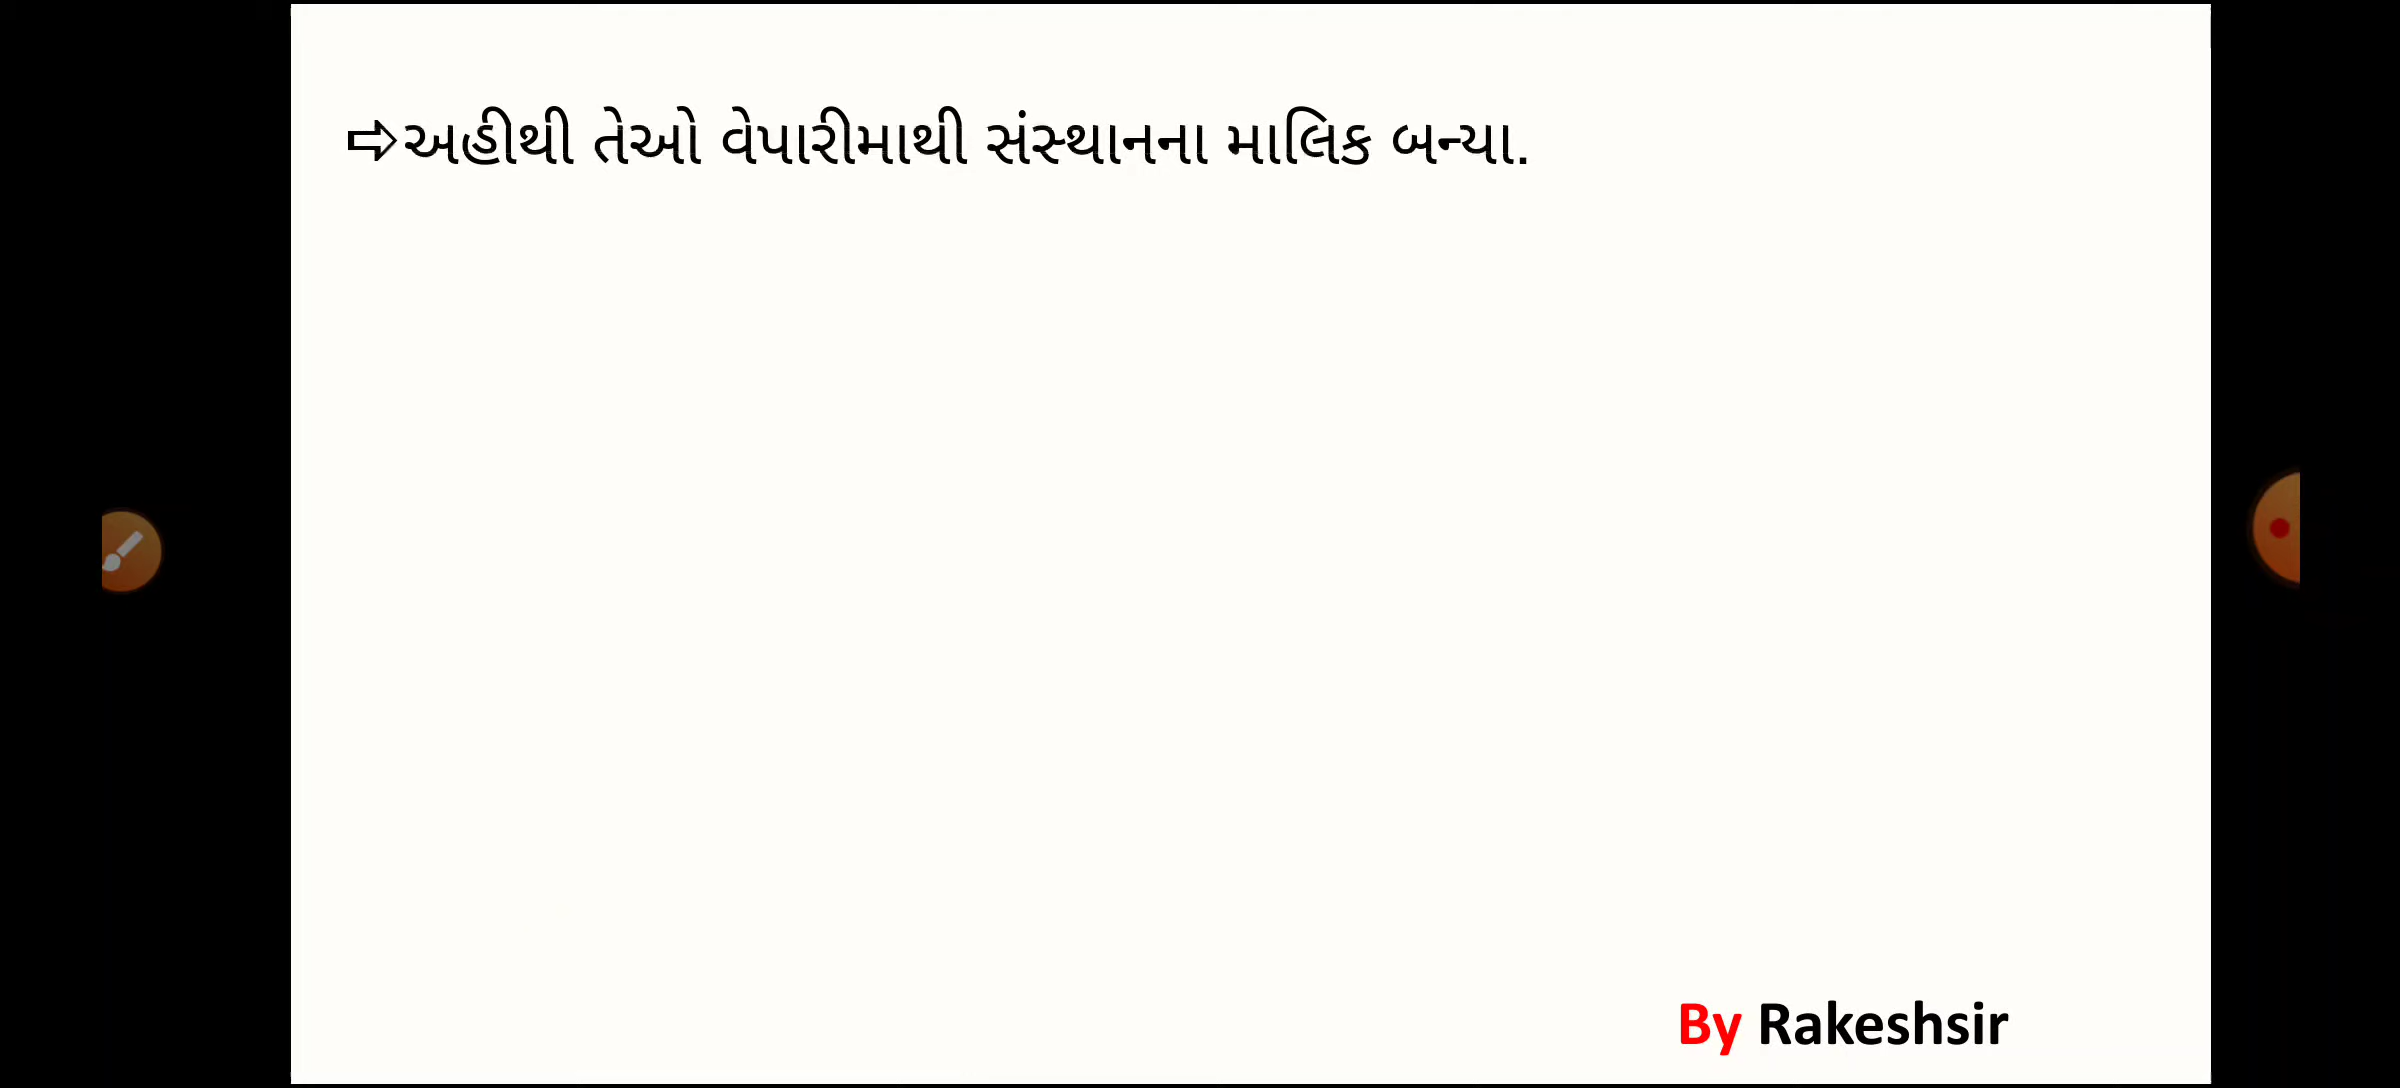 ⇨અહીથી તેઓ વેપારીમાથી સંસ્થાનના માલિક બન્યા.
By Rakeshsir